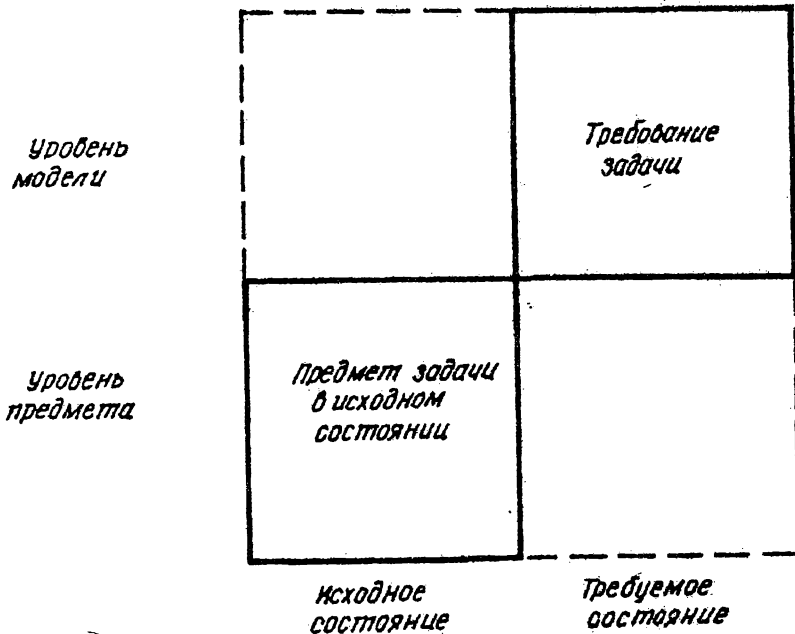 Уровень
модели
Требование
задачи
Уровень
предмета
Предмет задачи
в исходном
состоянии
Исходное
состояние
Требуемое
состояние